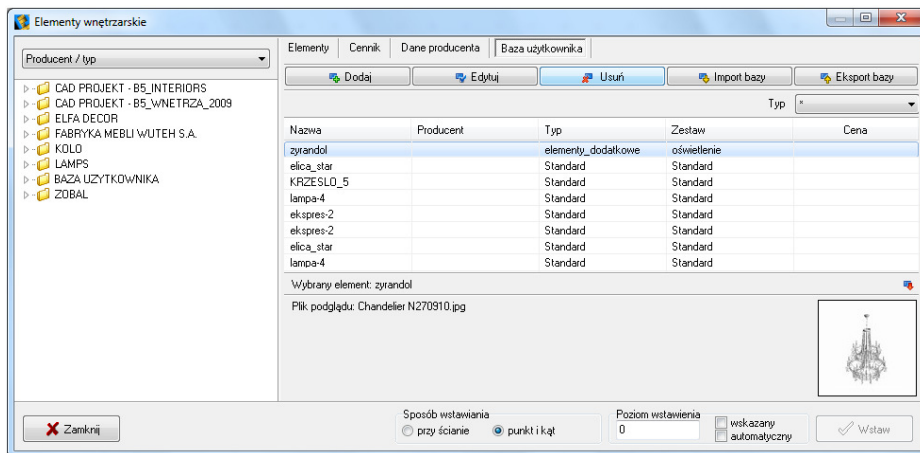 Elementy wnętrzarskie
Producent / typ
CAD PROJEKT - B5_INTERIORS
CAD PROJEKT - B5_WNETRZA_2009
ELFA DECOR
FABRYKA MEBLI WUTEH S.A.
KOLO
LAMPS
BAZA UZYTKOWNIKA
ZOBAL
Elementy Cennik Dane producenta Baza użytkownika
Dodaj Edytuj Usuń Import bazy Eksport bazy
Typ *
Nazwa Producent Typ Zestaw Cena
zyrandol elementy_dodatkowe oświetlenie
elica_star Standard Standard
KRZESLO_5 Standard Standard
lampa-4 Standard Standard
ekspres-2 Standard Standard
ekspres-2 Standard Standard
elica_star Standard Standard
lampa-4 Standard Standard
Wybrany element: zyrandol
Plik podglądu: Chandelier N270910.jpg
Zamknij
Sposób wstawiania
przy ścianie punkt i kąt
Poziom wstawienia
0
wskazany
automatyczny
Wstaw